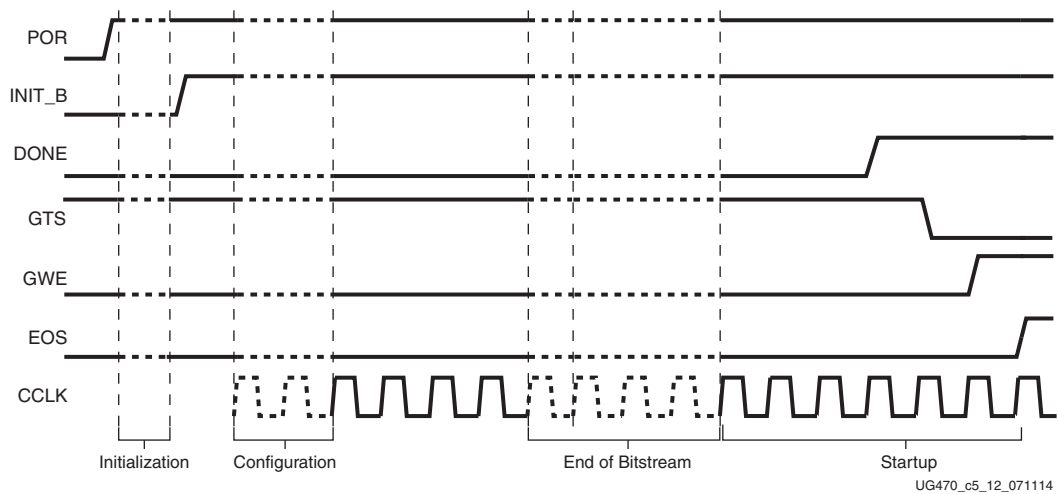 POR
INIT_B
DONE
GTS
GWE
EOS
CCLK
Initialization
Configuration
End of Bitstream
Startup
UG470_c5_12_071114